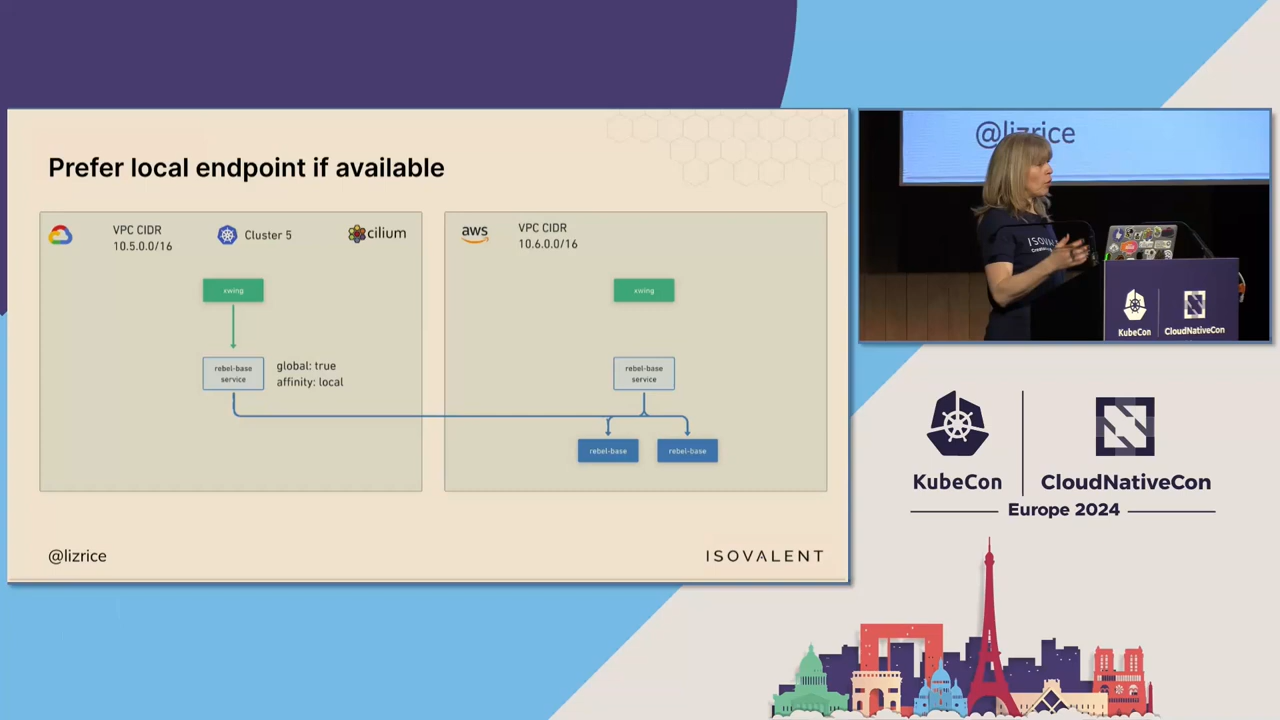 Prefer local endpoint if available
VPC CIDR
10.5.0.0/16
Cluster 5
cilium
xwing
rebel-base
service
global: true
affinity: local
aws
VPC CIDR
10.6.0.0/16
xwing
rebel-base
service
rebel-base
rebel-base
@lizrice
ISOVALENT
@lizrice
ISOVALENT
KubeCon
CloudNativeCon
KubeCon
CloudNativeCon
Europe 2024